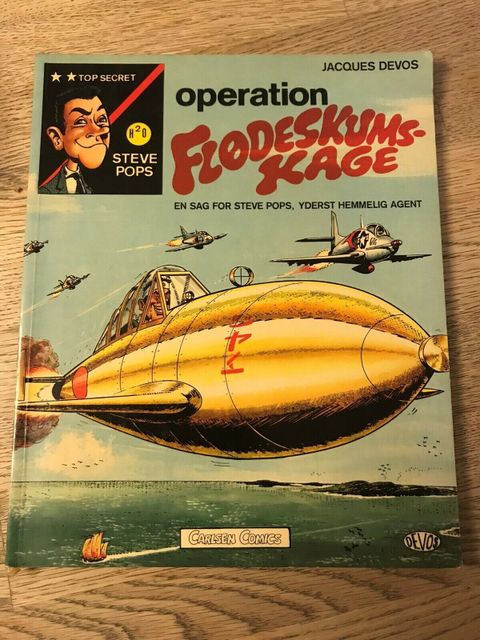 JACQUES DEVOS
★ ★ TOP SECRET
H2O
STEVE
POPS
operation
FLØDESKUMS-
KAGE
EN SAG FOR STEVE POPS, YDERST HEMMELIG AGENT
CARLSEN COMICS
DEVOS